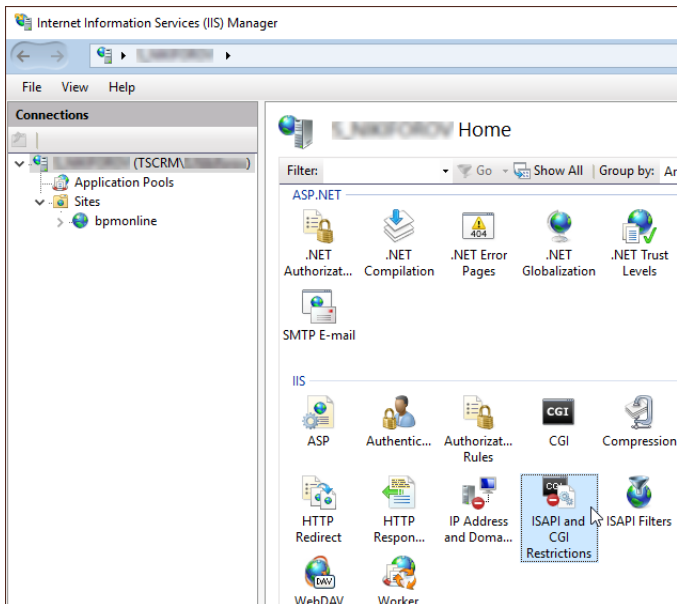 Internet Information Services (IIS) Manager
File View Help
Connections
Home
(TSCRM\ )
Application Pools
Sites
bpmonline
Filter: Go Show All Group by:
ASP.NET
.NET Authorizat...
.NET Compilation
.NET Error Pages
404
.NET Globalization
.NET Trust Levels
SMTP E-mail
IIS
ASP
Authentic...
Authorizat... Rules
CGI
CGI
Compression
HTTP Redirect
HTTP Respon...
IP Address and Doma...
ISAPI and CGI Restrictions
ISAPI Filters
DAV
WebDAV
Worker